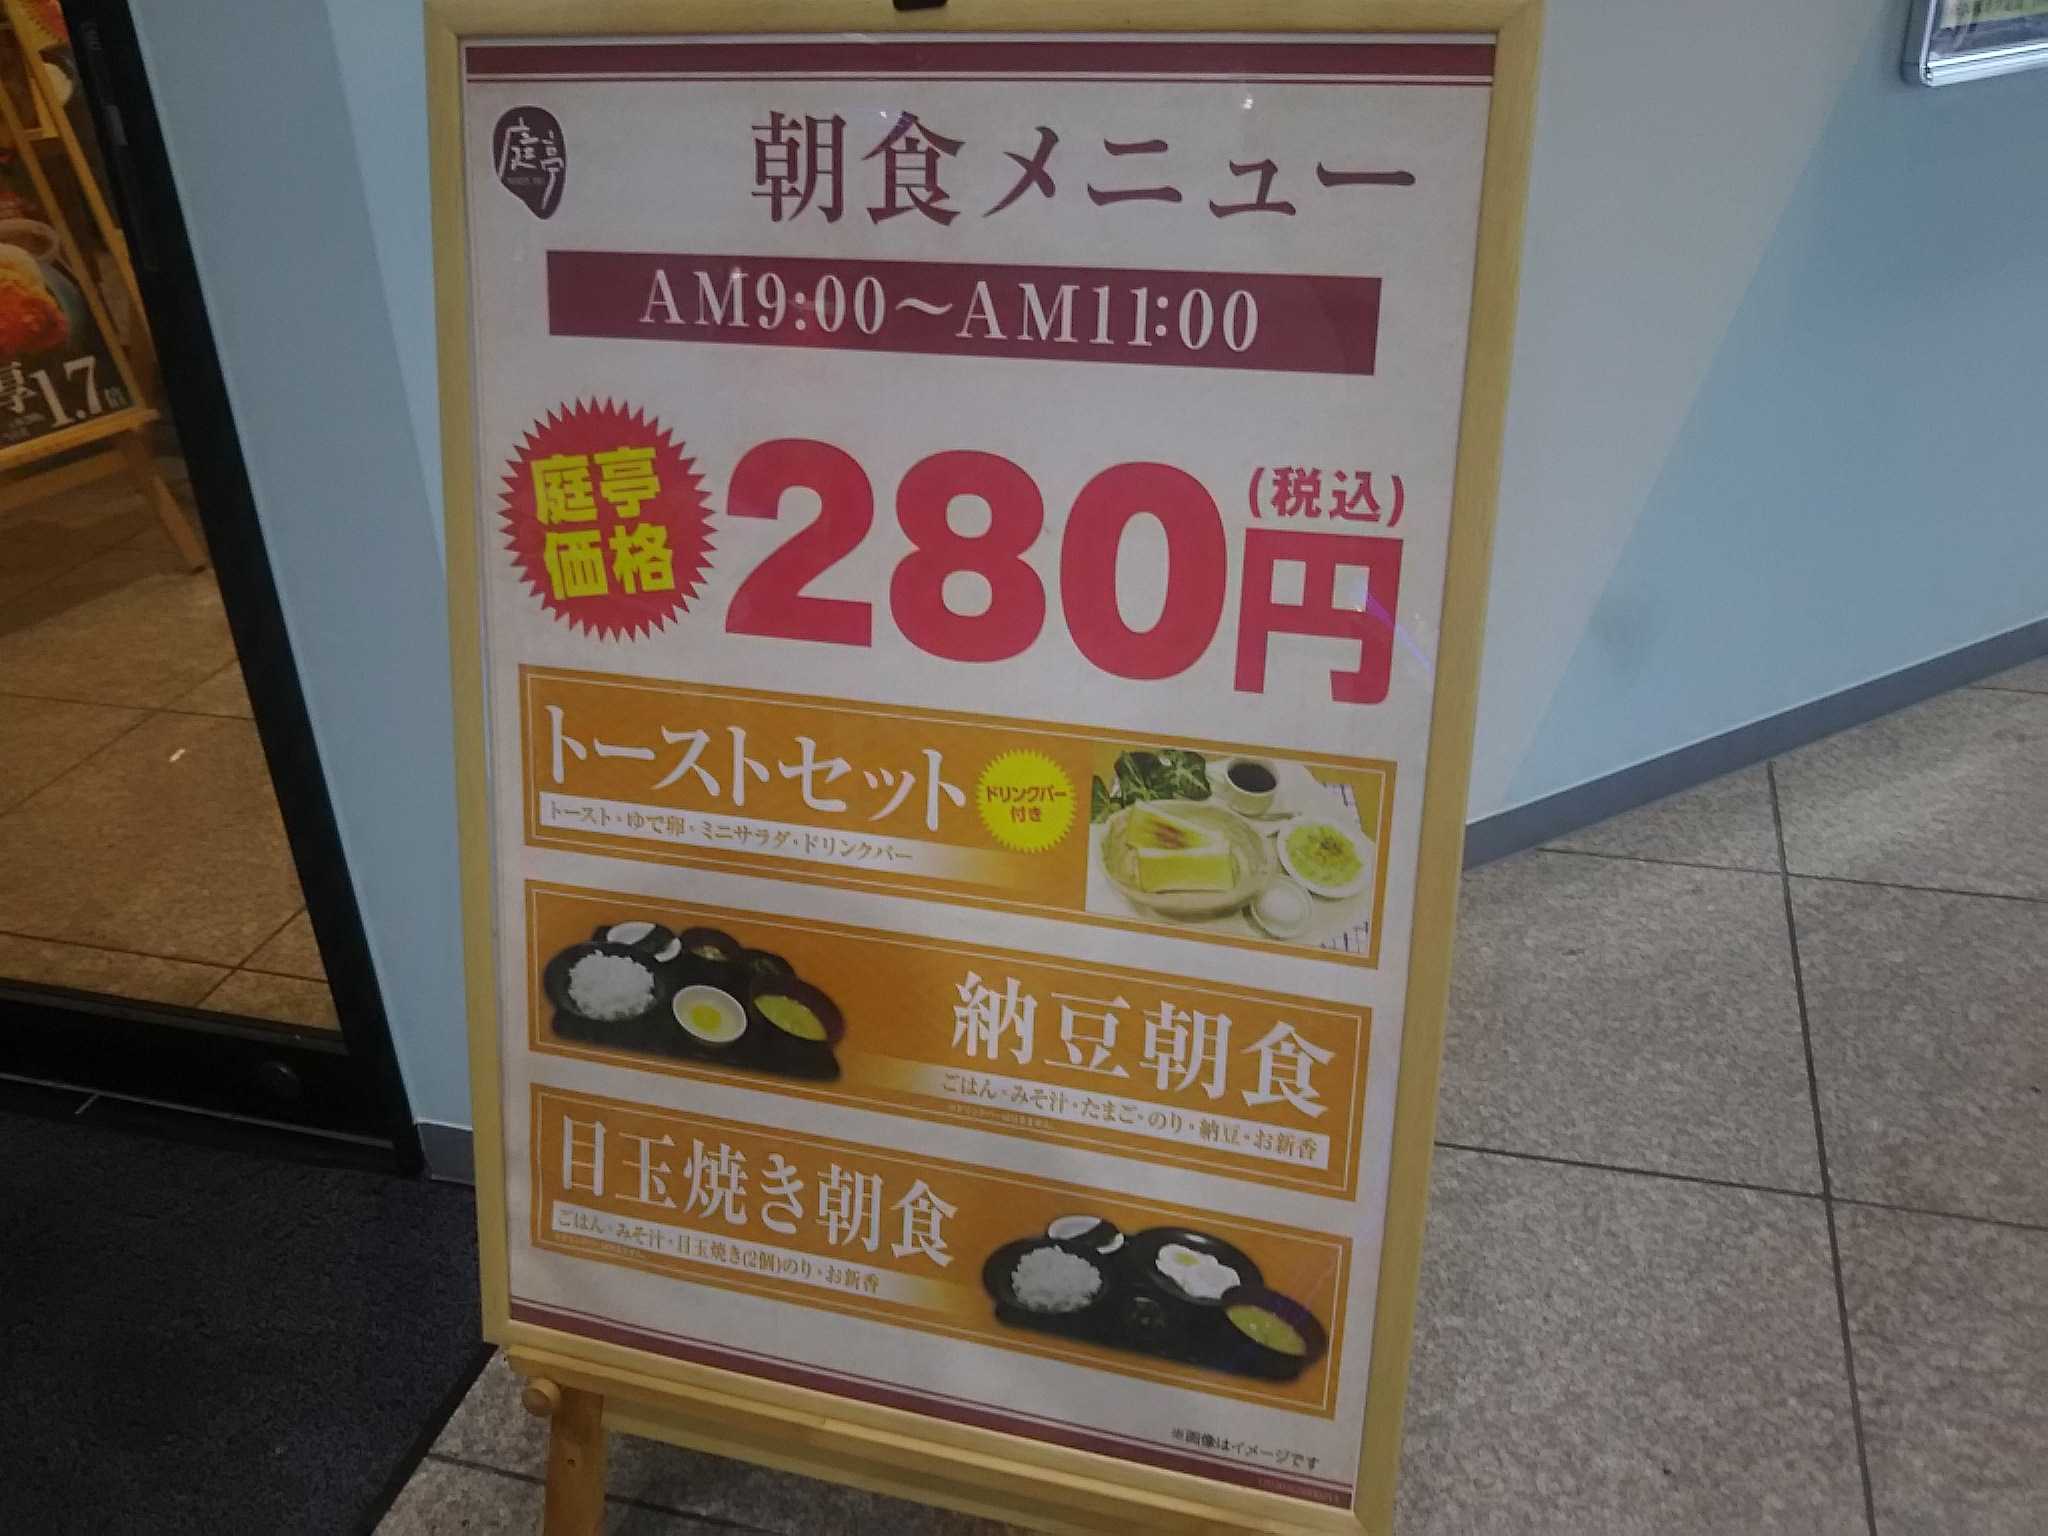 庭亭
朝食メニュー
AM9:00〜AM11:00
庭亭
価格
280円
(税込)
トーストセット
ドリンクバー
付き
トースト・ゆで卵・ミニサラダ・ドリンクバー
納豆朝食
ごはん・みそ汁・たまご・のり・納豆・お新香
目玉焼き朝食
ごはん・みそ汁・目玉焼き(2個)のり・お新香
※画像はイメージです
亭1.7